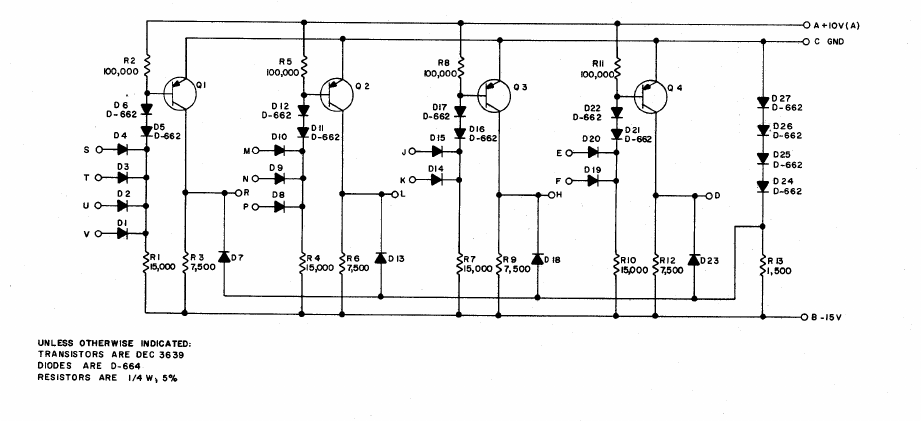 A +10V(A)
C GND
R2
100,000
Q1
R5
100,000
Q2
R8
100,000
Q3
R11
100,000
Q4
D6
D-662
D5
D-662
D4
S
D3
T
D2
U
D1
V
R
D12
D-662
D11
D-662
D10
M
D9
N
D8
P
L
D17
D-662
D16
D-662
D15
J
D14
K
H
D22
D-662
D21
D-662
D20
E
D19
F
D
D27
D-662
D26
D-662
D25
D-662
D24
D-662
R1
15,000
R3
7,500
D7
R4
15,000
R6
7,500
D13
R7
15,000
R9
7,500
D18
R10
15,000
R12
7,500
D23
R13
1,500
B -15V
UNLESS OTHERWISE INDICATED:
TRANSISTORS ARE DEC 3639
DIODES ARE D-664
RESISTORS ARE 1/4 W, 5%